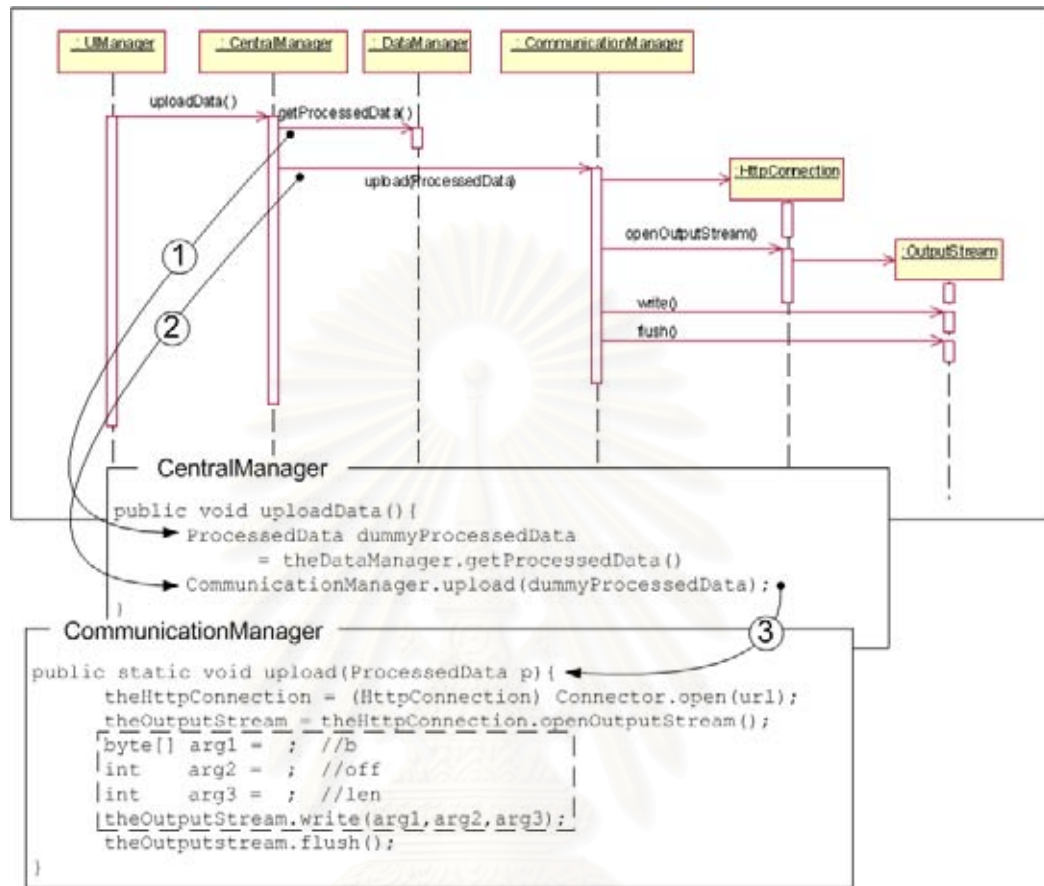 : UIManager
: CentralManager
: DataManager
: CommunicationManager
uploadData()
getProcessedData()
upload(ProcessedData)
:HttpConnection
openOutputStream()
:OutputStream
write()
flush()
1
2
CentralManager
public void uploadData(){
ProcessedData dummyProcessedData
= theDataManager.getProcessedData()
CommunicationManager.upload(dummyProcessedData);
}
3
CommunicationManager
public static void upload(ProcessedData p){
theHttpConnection = (HttpConnection) Connector.open(url);
theOutputStream = theHttpConnection.openOutputStream();
byte[] arg1 = ; //b
int arg2 = ; //off
int arg3 = ; //len
theOutputStream.write(arg1,arg2,arg3);
theOutputstream.flush();
}